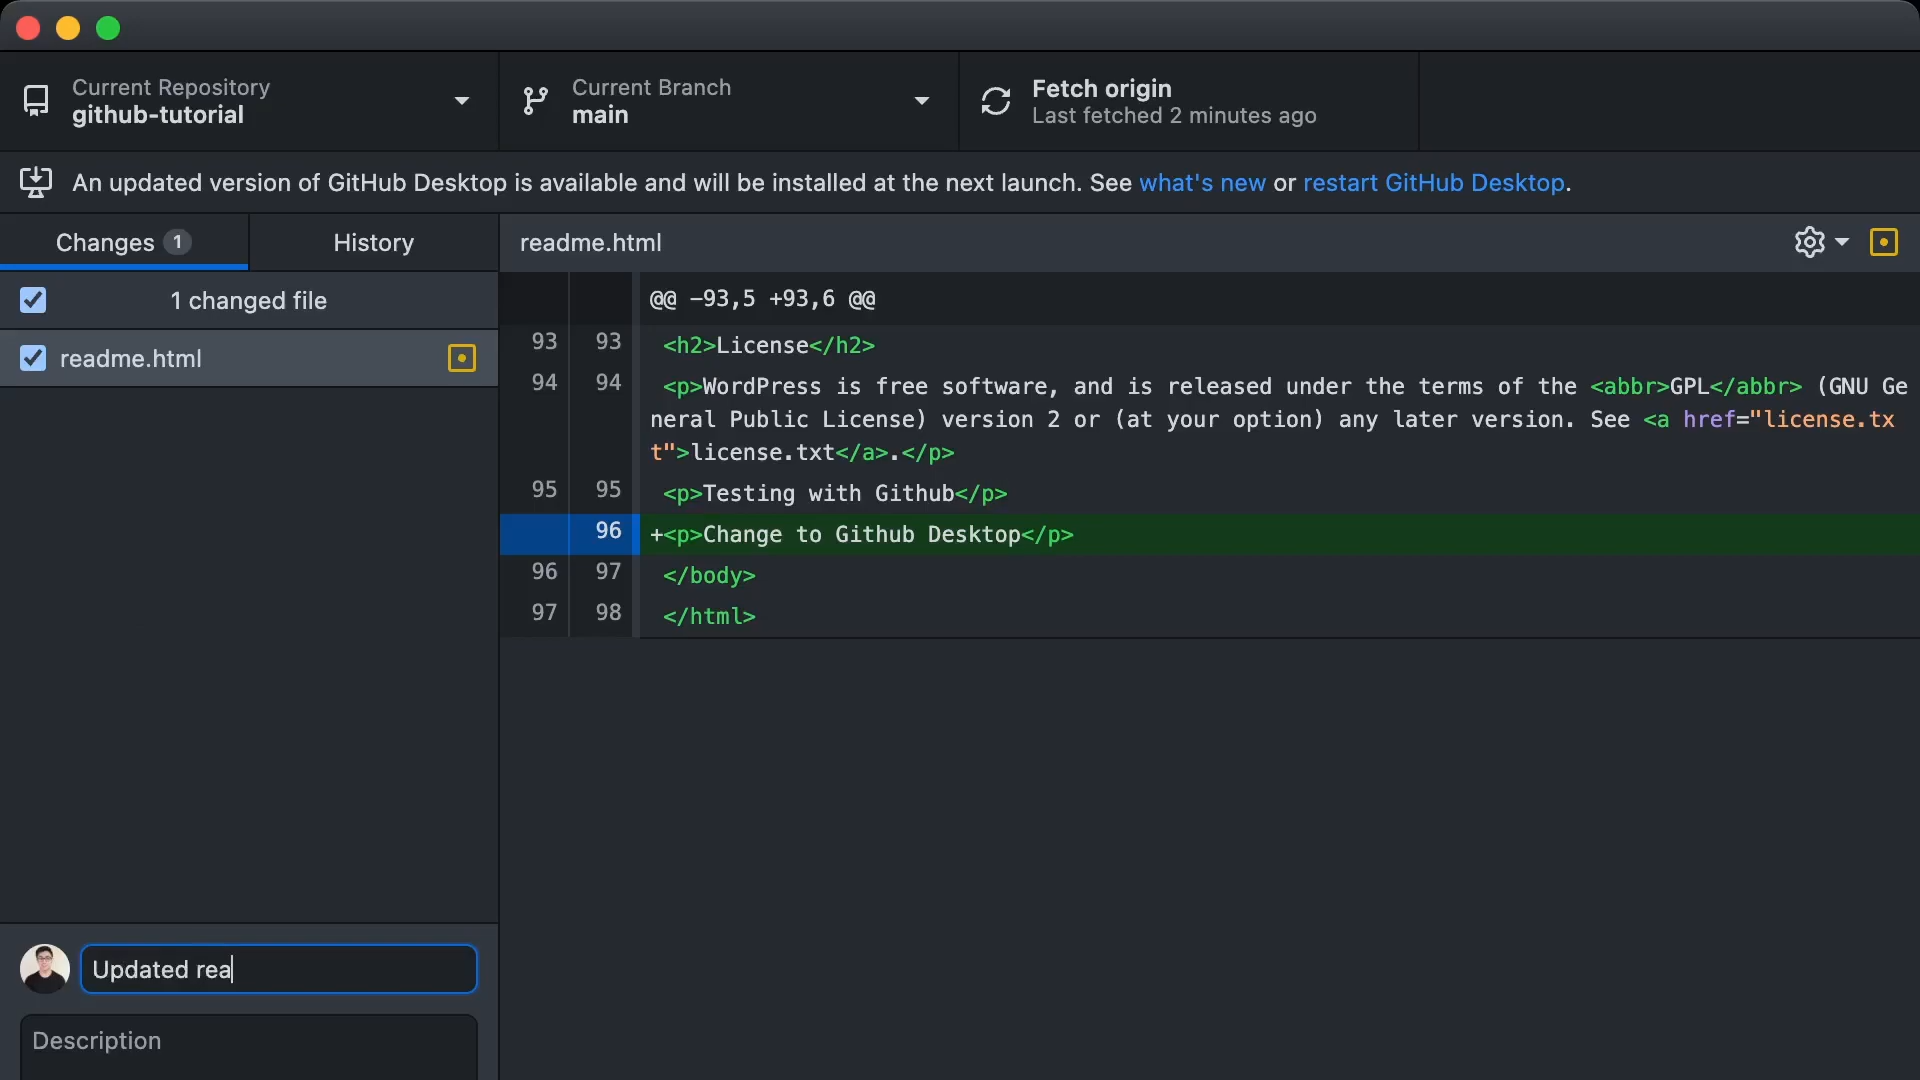 Current Repository
github-tutorial
Current Branch
main
Fetch origin
Last fetched 2 minutes ago
An updated version of GitHub Desktop is available and will be installed at the next launch. See what's new or restart GitHub Desktop.
Changes 1
History
readme.html
1 changed file
readme.html
@@ -93,5 +93,6 @@
93 93 <h2>License</h2>
94 94 <p>WordPress is free software, and is released under the terms of the <abbr>GPL</abbr> (GNU Ge
neral Public License) version 2 or (at your option) any later version. See <a href="license.tx
t">license.txt</a>.</p>
95 95 <p>Testing with Github</p>
96 +<p>Change to Github Desktop</p>
96 97 </body>
97 98 </html>
Updated rea
Description